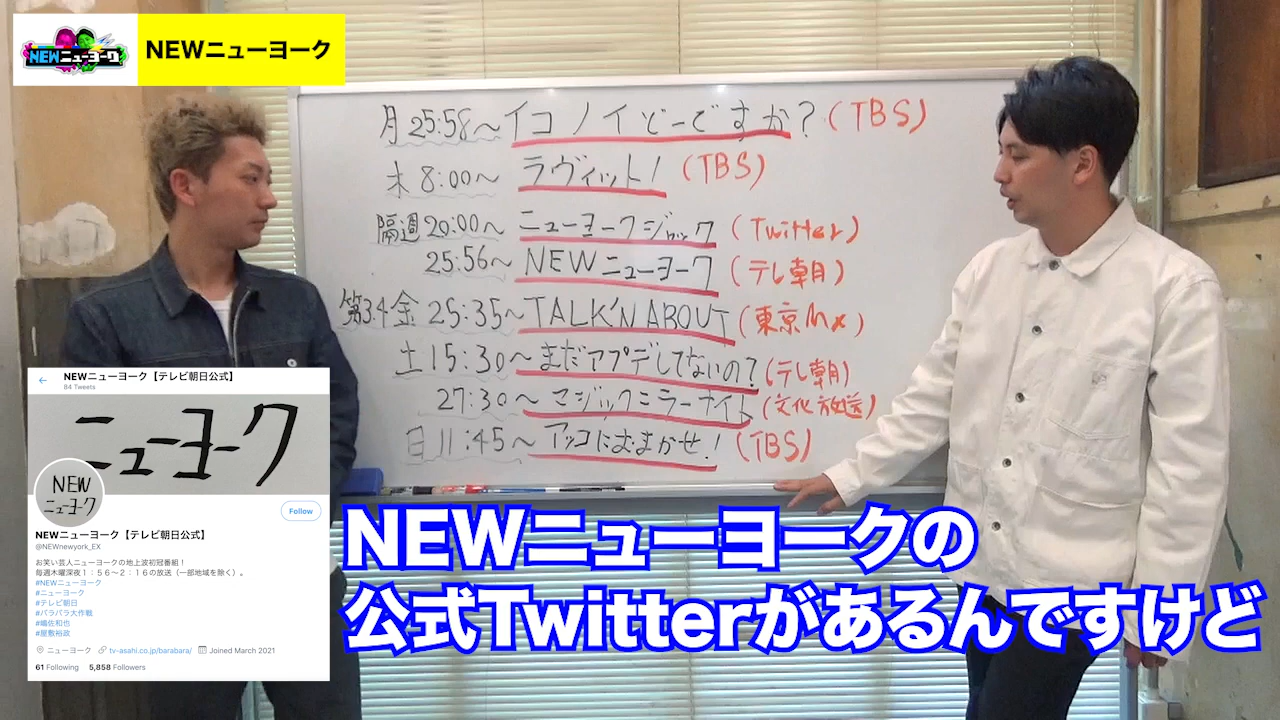 NEWニューヨーク
NEWニューヨーク
月 25:58〜 イコノイどーですか? (TBS)
木 8:00〜 ラヴィット! (TBS)
隔週 20:00〜 ニューヨークジャック (Twitter)
25:56〜 NEW ニューヨーク (テレ朝)
第3.4金 25:35〜 TALK'N ABOUT (東京MX)
土 15:30〜 まだアプデしてないの? (テレ朝)
27:30〜 マジックミラーナイト (文化放送)
日 11:45〜 アッコにおまかせ! (TBS)
← NEWニューヨーク【テレビ朝日公式】
84 Tweets
ニューヨーク
NEW
ニューヨーク
Follow
NEWニューヨーク【テレビ朝日公式】
@NEWnewyork_EX
お笑い芸人ニューヨークの地上波初冠番組！
毎週木曜深夜１：５６～２：１６の放送（一部地域を除く）。
#NEWニューヨーク
#ニューヨーク
#テレビ朝日
#バラバラ大作戦
#嶋佐和也
#屋敷裕政
ニューヨーク tv-asahi.co.jp/barabara/ Joined March 2021
61 Following 5,858 Followers
NEWニューヨークの
公式Twitterがあるんですけど